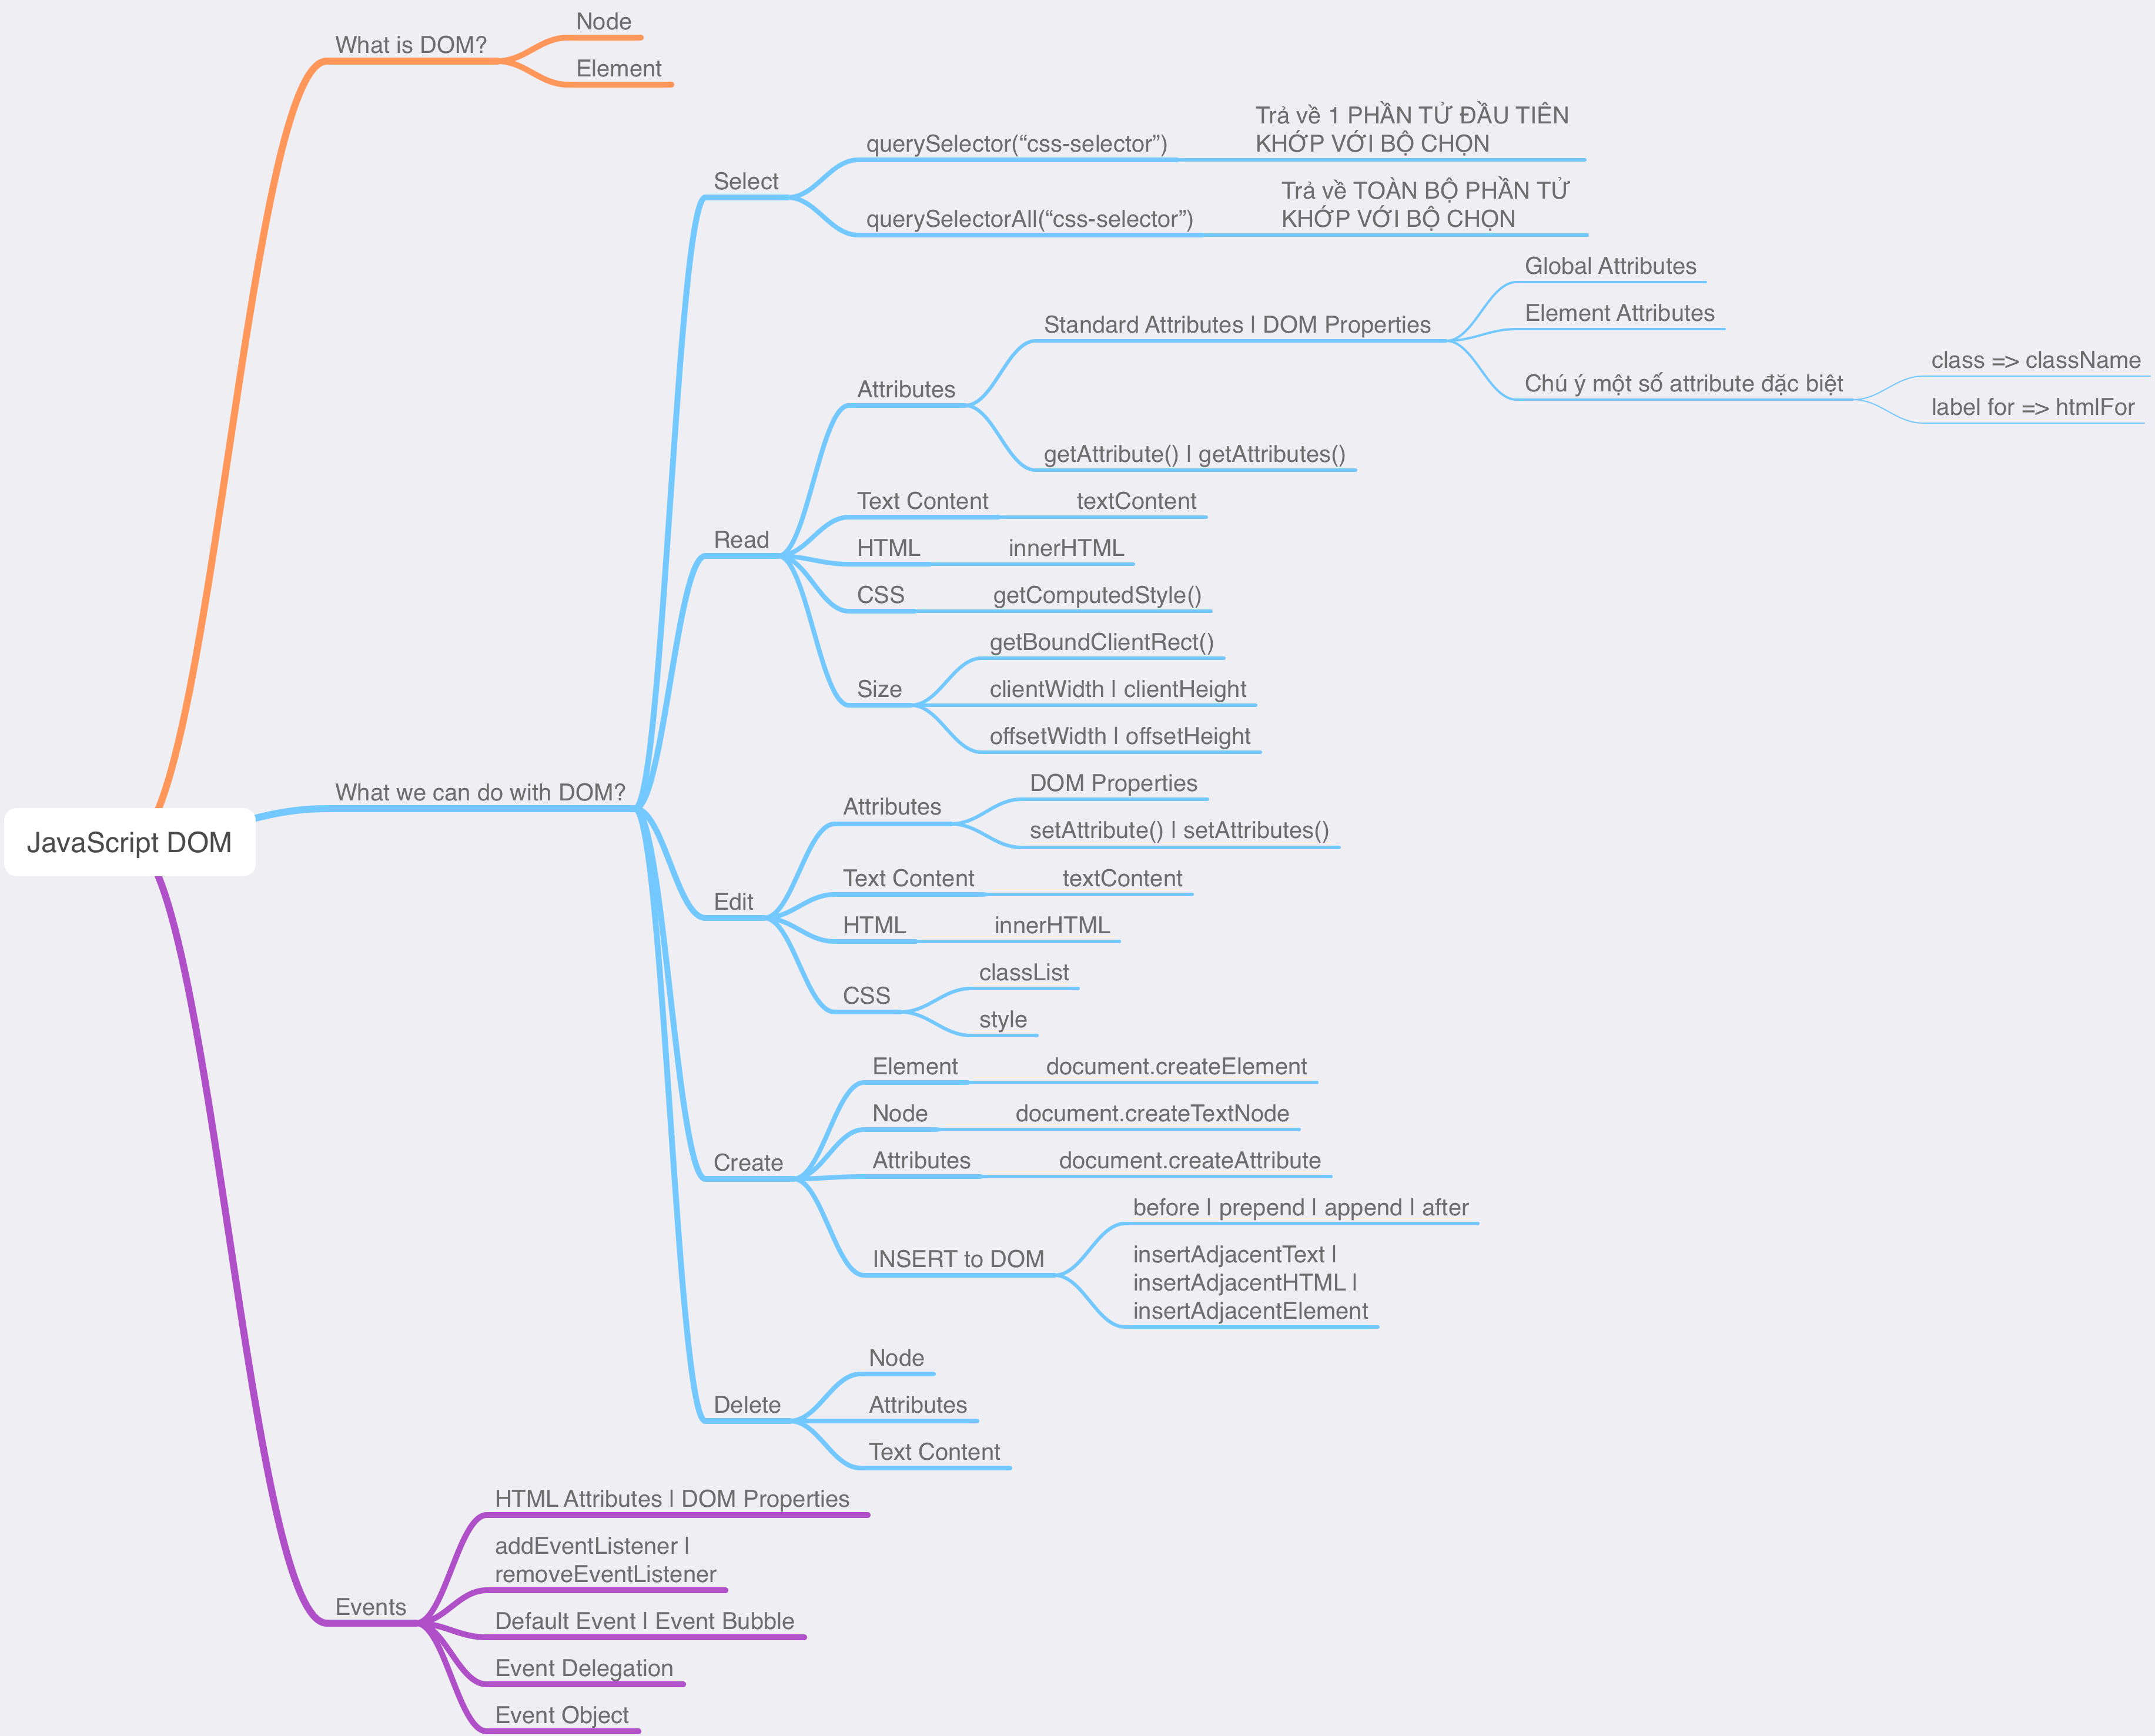 JavaScript DOM
What is DOM?
Node
Element
What we can do with DOM?
Select
querySelector(“css-selector”)
Trả về 1 PHẦN TỬ ĐẦU TIÊN
KHỚP VỚI BỘ CHỌN
querySelectorAll(“css-selector”)
Trả về TOÀN BỘ PHẦN TỬ
KHỚP VỚI BỘ CHỌN
Read
Attributes
Standard Attributes | DOM Properties
Global Attributes
Element Attributes
Chú ý một số attribute đặc biệt
class => className
label for => htmlFor
getAttribute() | getAttributes()
Text Content
textContent
HTML
innerHTML
CSS
getComputedStyle()
Size
getBoundClientRect()
clientWidth | clientHeight
offsetWidth | offsetHeight
Edit
Attributes
DOM Properties
setAttribute() | setAttributes()
Text Content
textContent
HTML
innerHTML
CSS
classList
style
Create
Element
document.createElement
Node
document.createTextNode
Attributes
document.createAttribute
INSERT to DOM
before | prepend | append | after
insertAdjacentText |
insertAdjacentHTML |
insertAdjacentElement
Delete
Node
Attributes
Text Content
Events
HTML Attributes | DOM Properties
addEventListener |
removeEventListener
Default Event | Event Bubble
Event Delegation
Event Object